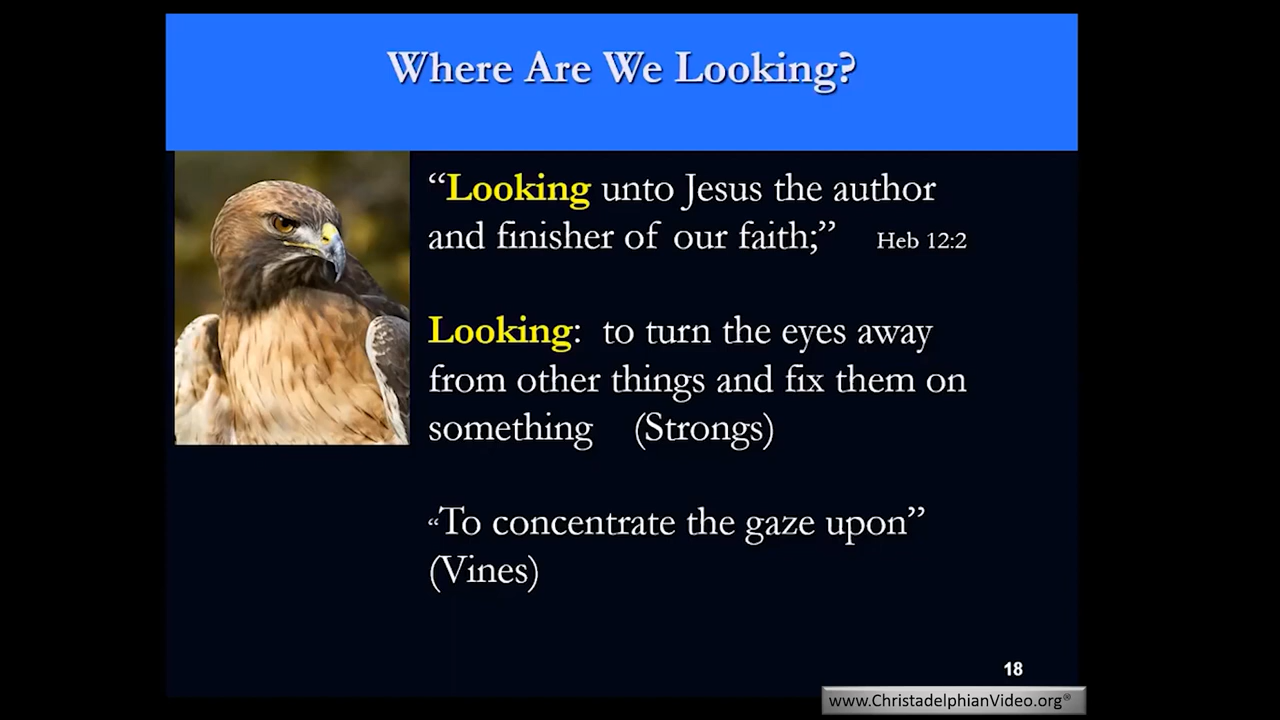 Where Are We Looking?
“Looking unto Jesus the author
and finisher of our faith;” Heb 12:2
Looking: to turn the eyes away
from other things and fix them on
something (Strongs)
“To concentrate the gaze upon”
(Vines)
18
www.ChristadelphianVideo.org®